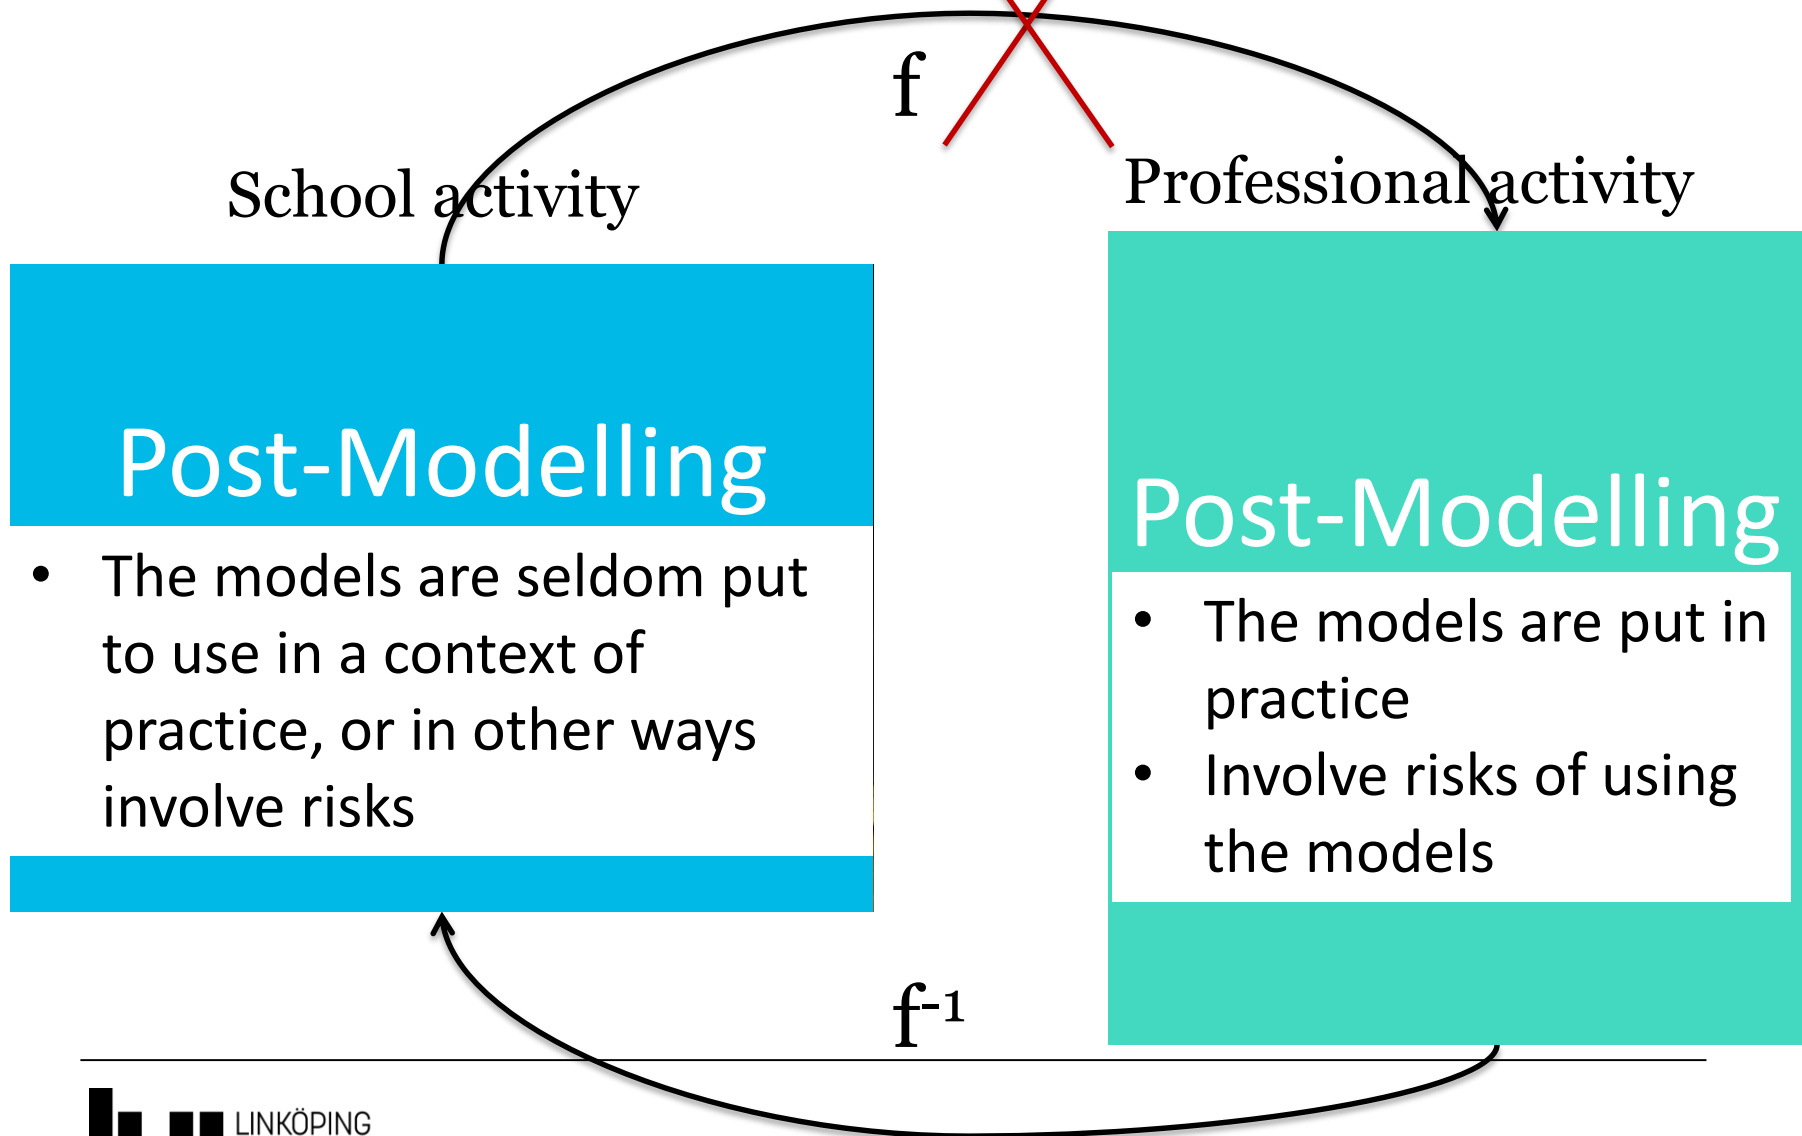 f
School activity
Professional activity
Post-Modelling
• The models are seldom put
to use in a context of
practice, or in other ways
involve risks
Post-Modelling
• The models are put in
practice
• Involve risks of using
the models
f⁻¹
LINKÖPING